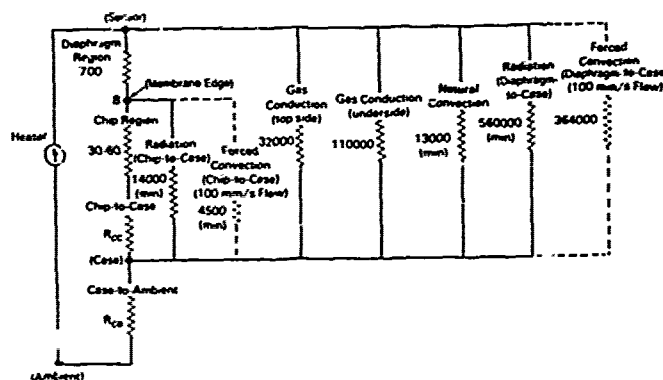 (Sensor)
Diaphragm
Region
700
B
(Membrane Edge)
Chip Region
30-60
Heater
Chip-to-Case
Rcc
(Case)
Case-to-Ambient
Rca
(Ambient)
Radiation
(Chip-to-Case)
14000
(min)
Forced
Convection
(Chip-to-Case)
(100 mm/s Flow)
4500
(min)
Gas
Conduction
(top side)
32000
Gas Conduction
(underside)
110000
Natural
Convection
13000
(min)
Radiation
(Diaphragm-
to-Case)
560000
(min)
Forced
Convection
(Diaphragm-to-Case)
(100 mm/s Flow)
364000